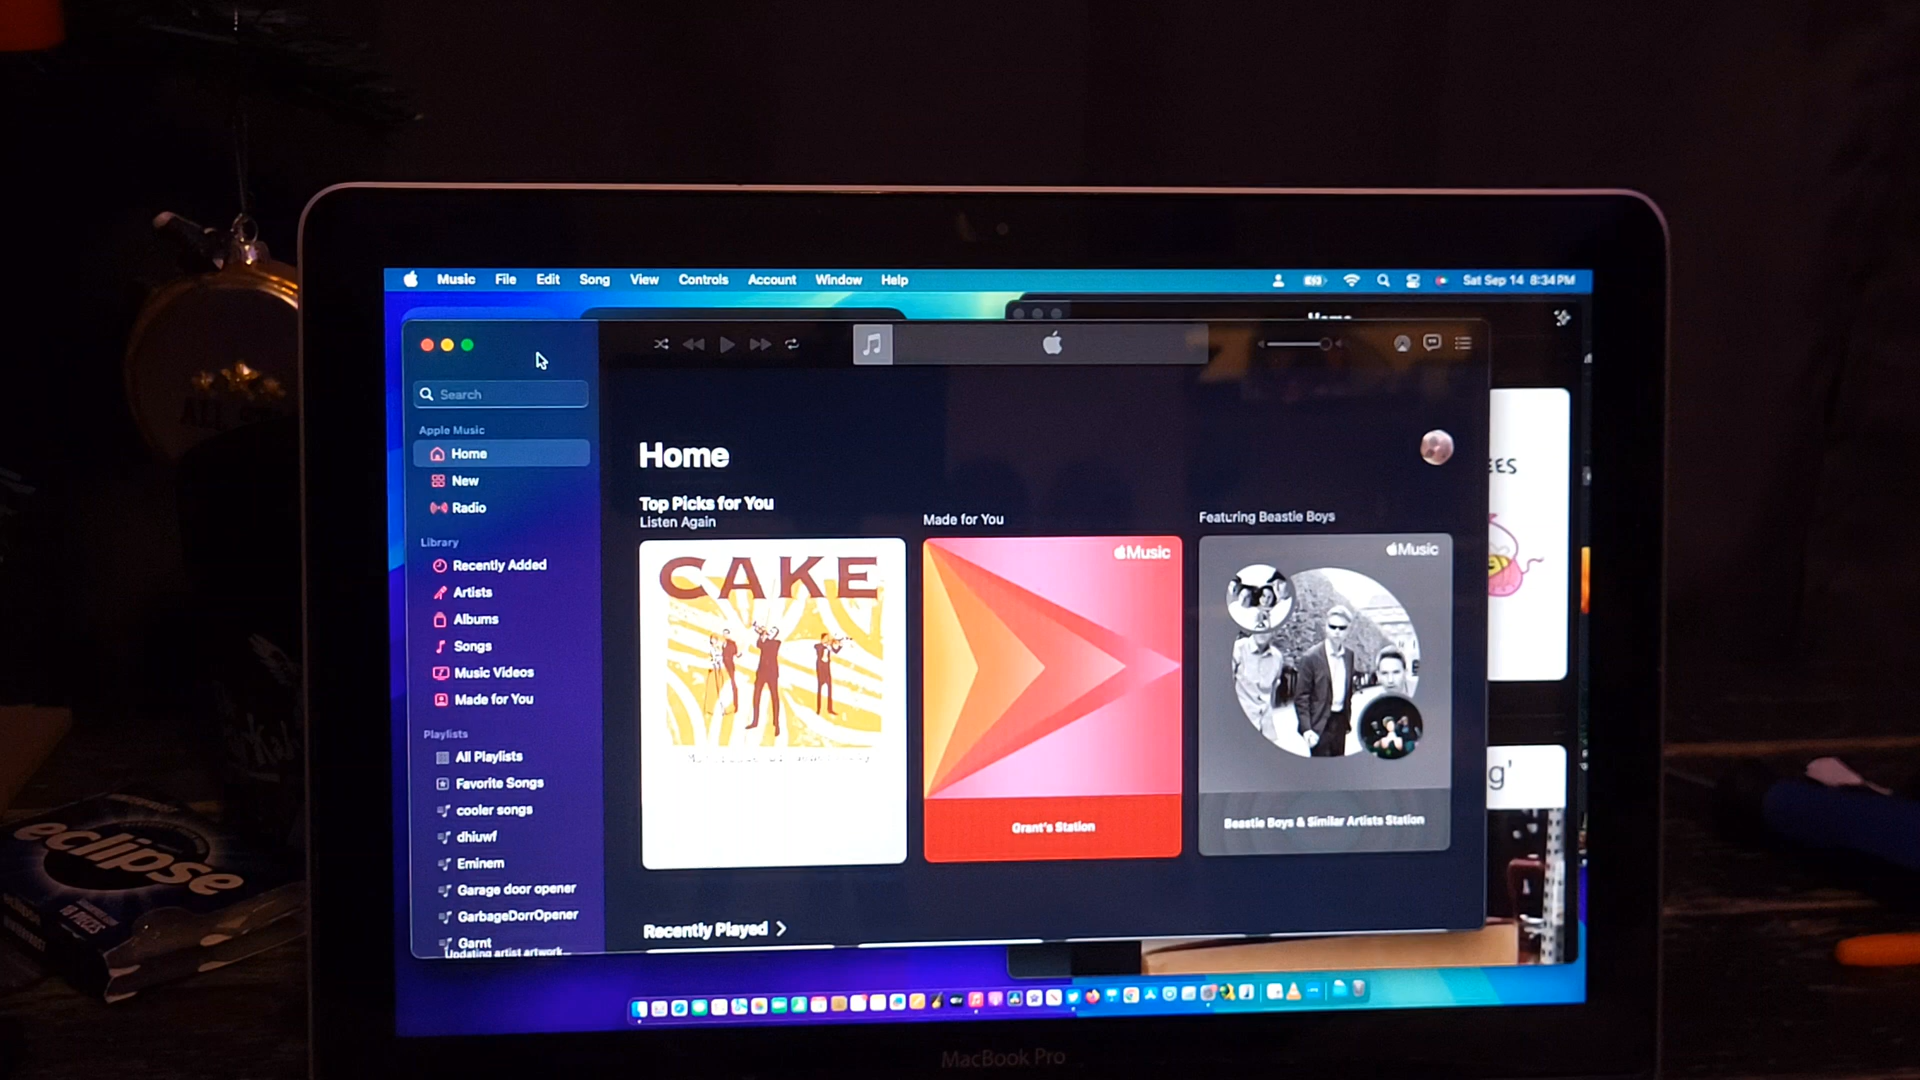 Music File Edit Song View Controls Account Window Help
Sat Sep 14 8:34 PM
Home
Search
Apple Music
Home
New
Radio
Library
Recently Added
Artists
Albums
Songs
Music Videos
Made for You
Playlists
All Playlists
Favorite Songs
cooler songs
dhiuwf
Eminem
Garage door opener
GarbageDorrOpener
Garnt
Updating artist artwork...
Home
Top Picks for You
Listen Again
CAKE
Made for You
Music
Grant's Station
Featuring Beastie Boys
Music
Beastie Boys & Similar Artists Station
Recently Played
EES
g'
MacBook Pro
eclipse